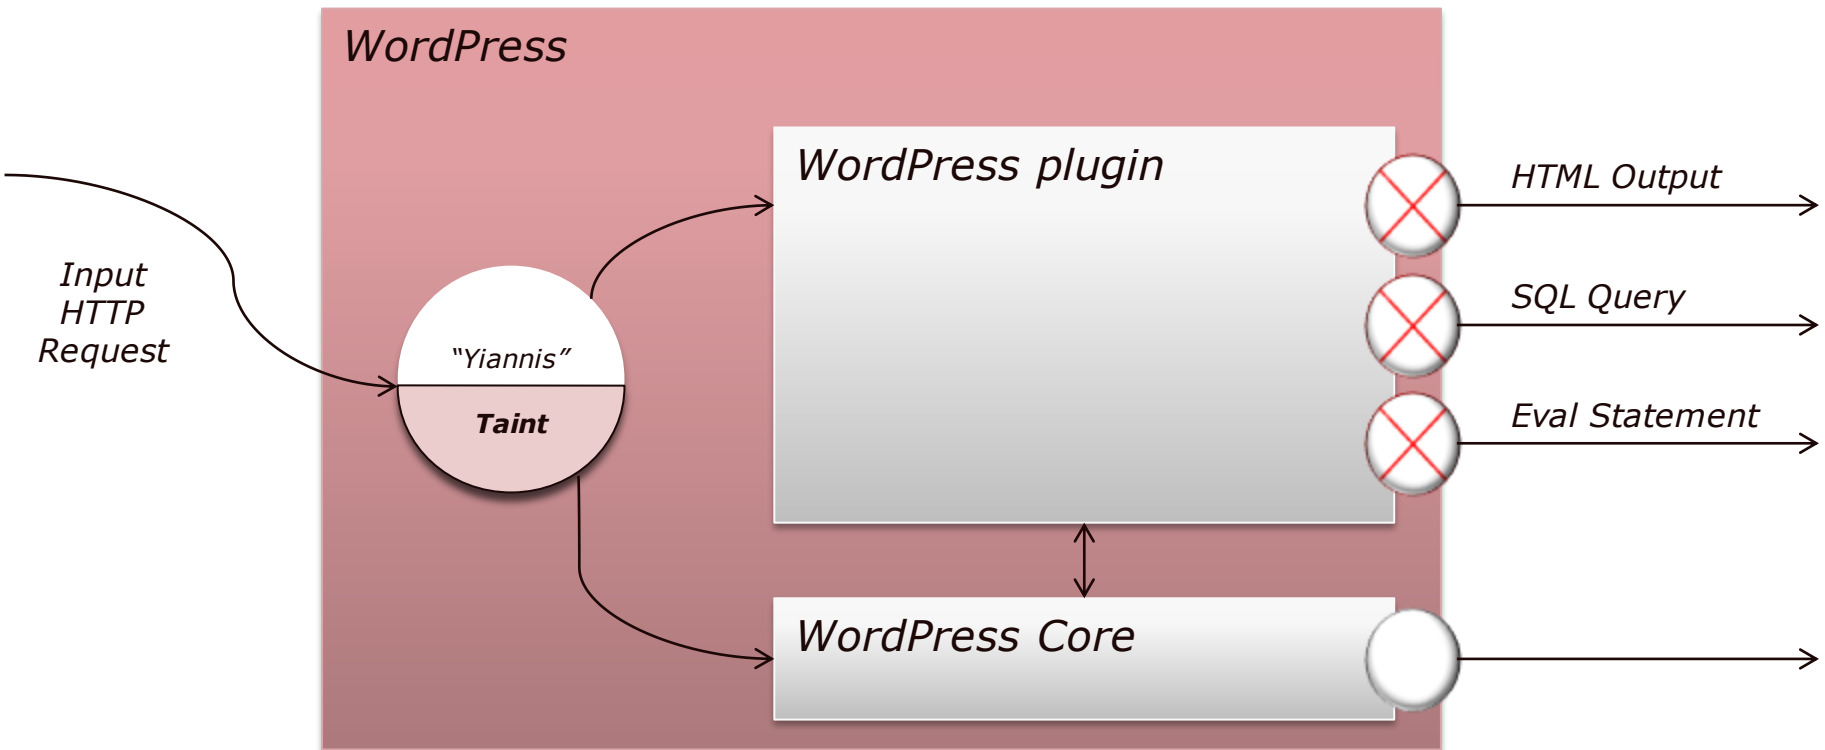 WordPress
WordPress plugin
HTML Output
Input
HTTP
Request
SQL Query
“Yiannis”
Taint
Eval Statement
WordPress Core